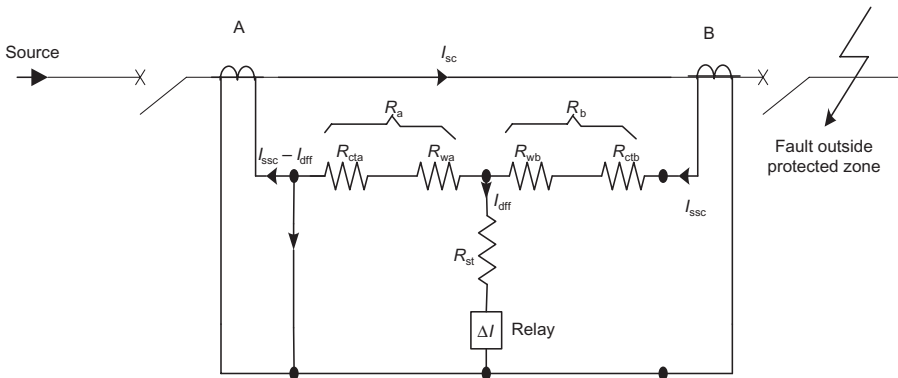 A
B
Source
I_sc
R_a
R_b
I_ssc – I_dff
R_cta
R_wa
R_wb
R_ctb
Fault outside
protected zone
I_dff
I_ssc
R_st
ΔI
Relay